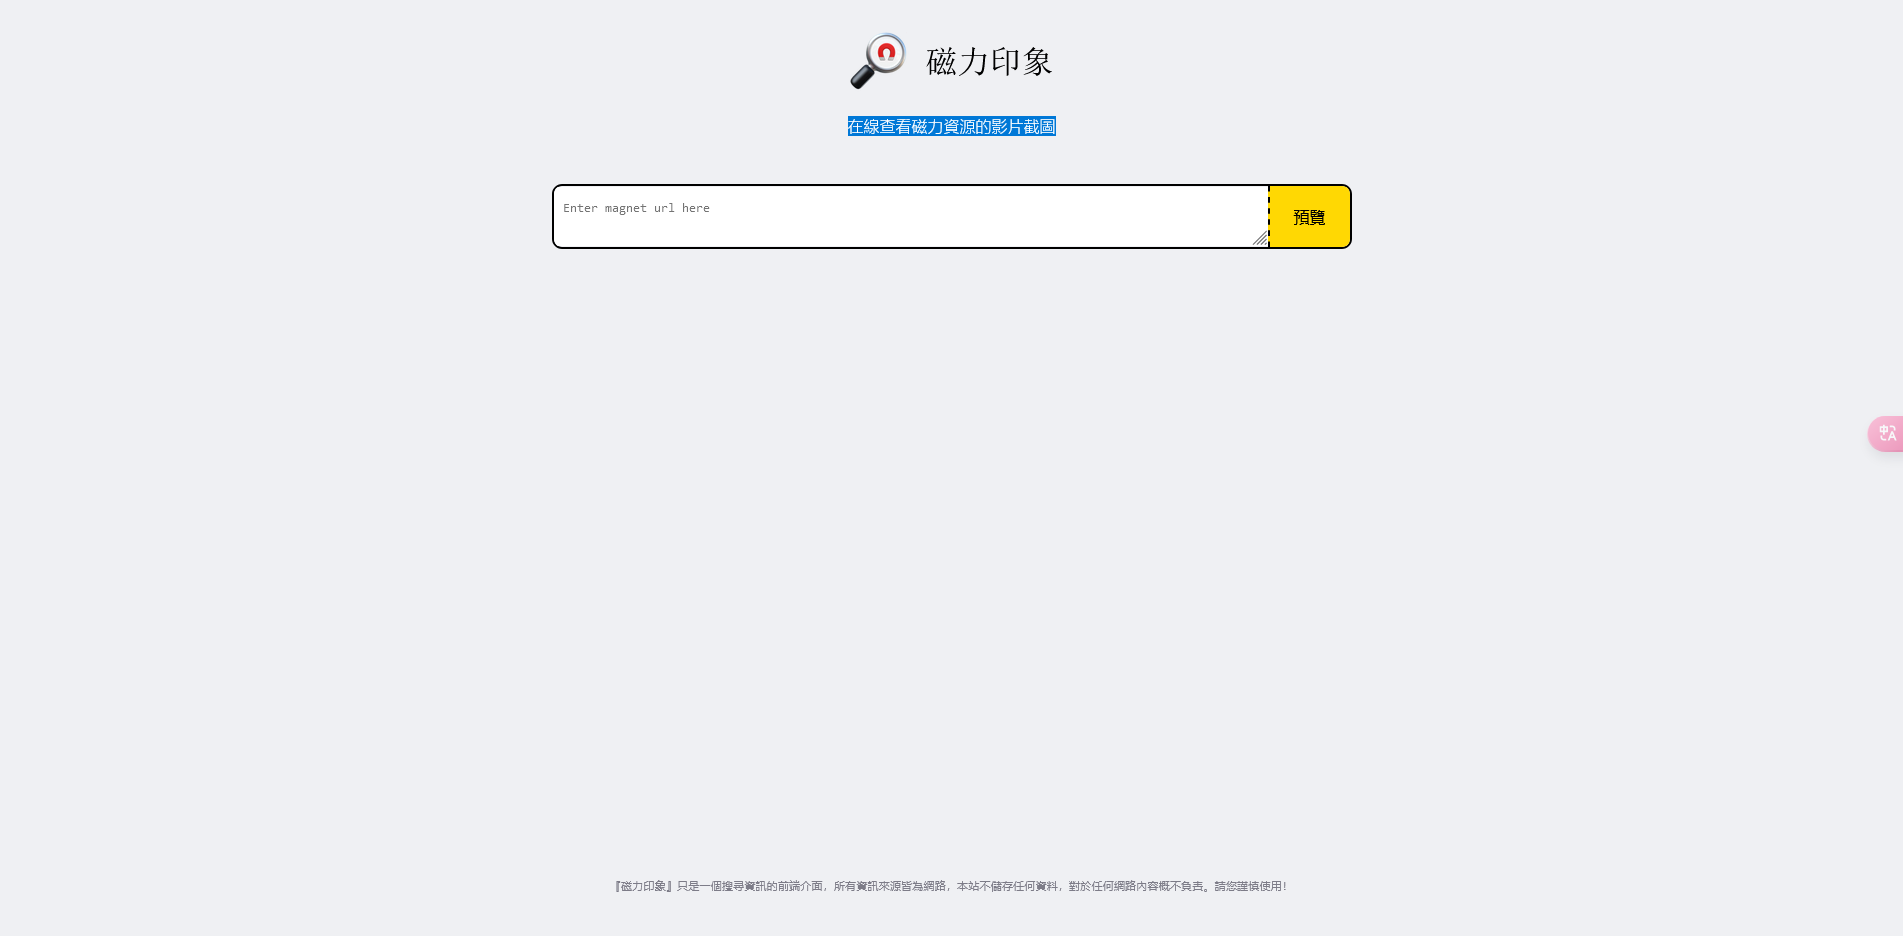 磁力印象
在線查看磁力資源的影片截圖
Enter magnet url here
預覽
『磁力印象』只是一個搜尋資訊的前端介面，所有資訊來源皆為網路，本站不儲存任何資料，對於任何網路內容概不負責。請您謹慎使用！